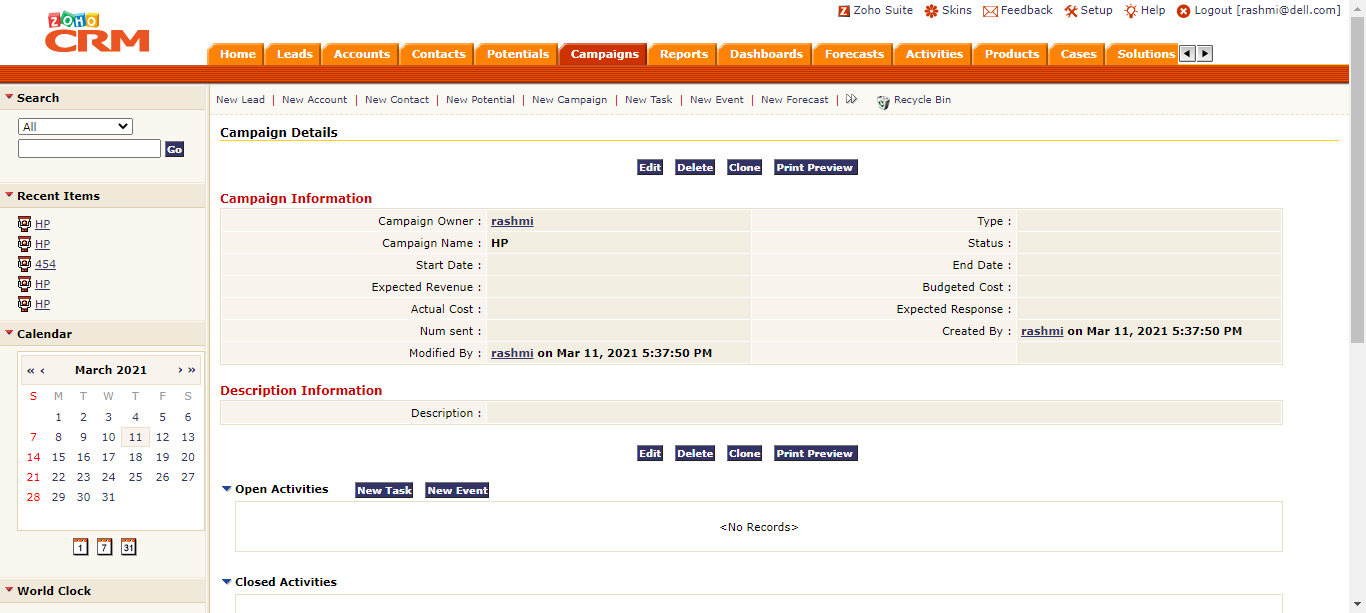 Zoho Suite Skins Feedback Setup Help Logout [rashmi@dell.com]
ZOHO
CRM
Home Leads Accounts Contacts Potentials Campaigns Reports Dashboards Forecasts Activities Products Cases Solutions
Search
All
Go
Recent Items
HP
HP
454
HP
HP
Calendar
« ‹ March 2021 › »
S M T W T F S
1 2 3 4 5 6
7 8 9 10 11 12 13
14 15 16 17 18 19 20
21 22 23 24 25 26 27
28 29 30 31
1 7 31
World Clock
New Lead | New Account | New Contact | New Potential | New Campaign | New Task | New Event | New Forecast | Recycle Bin
Campaign Details
Edit Delete Clone Print Preview
Campaign Information
Campaign Owner : rashmi Type :
Campaign Name : HP Status :
Start Date : End Date :
Expected Revenue : Budgeted Cost :
Actual Cost : Expected Response :
Num sent : Created By : rashmi on Mar 11, 2021 5:37:50 PM
Modified By : rashmi on Mar 11, 2021 5:37:50 PM
Description Information
Description :
Edit Delete Clone Print Preview
Open Activities New Task New Event
<No Records>
Closed Activities